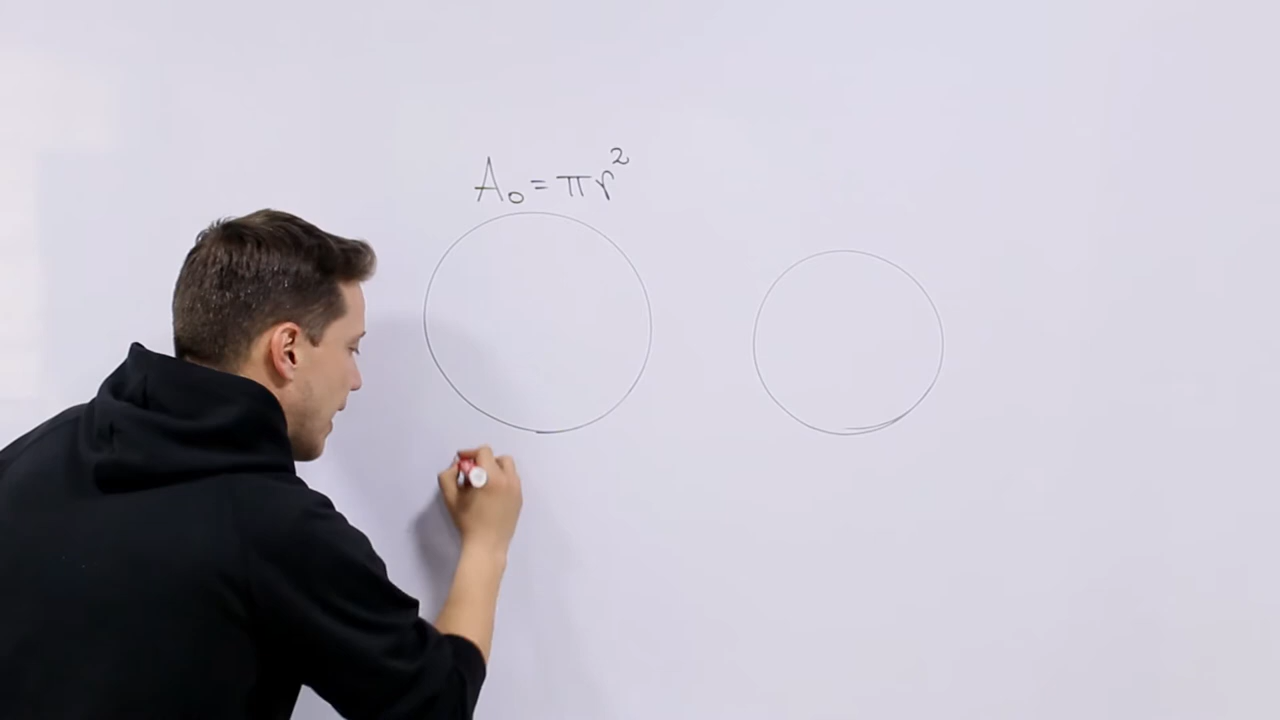 A₀ = πr²